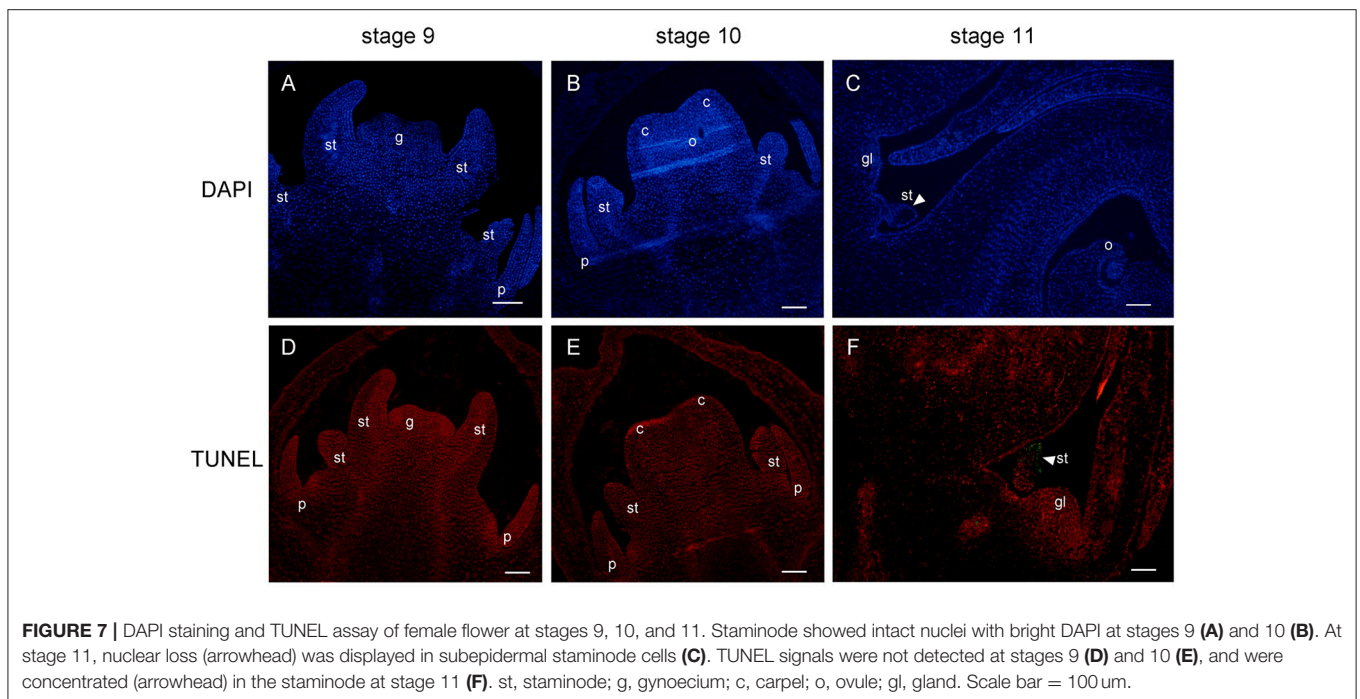 stage 9 stage 10 stage 11
DAPI
A
g
st
st
st
st
p
B
c
c
o
st
st
p
C
gl
st
o
TUNEL
D
g
st
st
st
p
p
E
c
c
st
st
p
p
F
st
gl
FIGURE 7 | DAPI staining and TUNEL assay of female flower at stages 9, 10, and 11. Staminode showed intact nuclei with bright DAPI at stages 9 (A) and 10 (B). At
stage 11, nuclear loss (arrowhead) was displayed in subepidermal staminode cells (C). TUNEL signals were not detected at stages 9 (D) and 10 (E), and were
concentrated (arrowhead) in the staminode at stage 11 (F). st, staminode; g, gynoecium; c, carpel; o, ovule; gl, gland. Scale bar = 100 um.